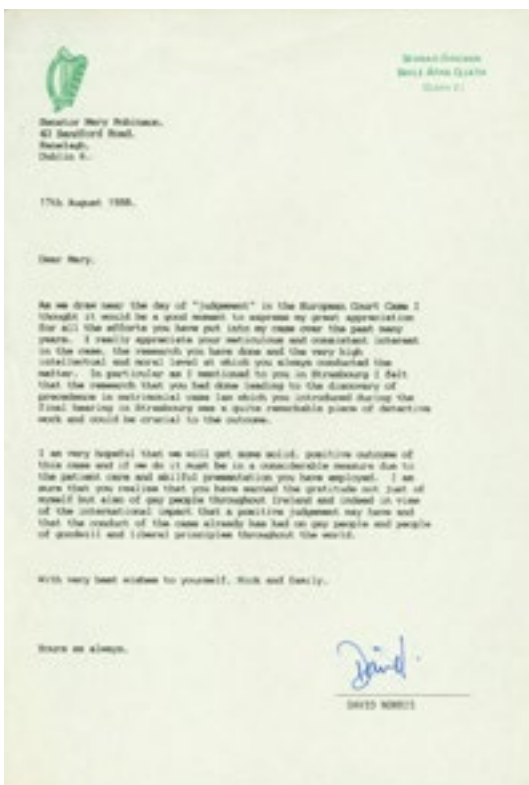 SEANAD ÉIREANN
BAILE ÁTHA CLIATH
Senator Mary Robinson,
43 Sandford Road,
Ranelagh,
Dublin 6.
17th August 1988.
Dear Mary,
As we draw near the day of "judgement" in the European Court Case I
thought it would be a good moment to express my great appreciation
for all the efforts you have put into my case over the past many
years. I really appreciate your meticulous and consistent interest
in the case, the research you have done and the very high
intellectual and moral level at which you always conducted the
matter. In particular as I mentioned to you in Strasbourg I felt
that the research that you had done leading to the discovery of
precedence in matrimonial case law which you introduced during the
final hearing in Strasbourg was a quite remarkable piece of detective
work and could be crucial to the outcome.
I am very hopeful that we will get some solid, positive outcome of
this case and if we do it must be in a considerable measure due to
the patient care and skilful presentation you have employed. I am
sure that you realise that you have earned the gratitude not just of
myself but also of gay people throughout Ireland and indeed in view
of the international impact that a positive judgement may have and
that the conduct of the case already has had on gay people and people
of goodwill and liberal principles throughout the world.
With very best wishes to yourself, Nick and family.
Yours as always,
David
DAVID NORRIS